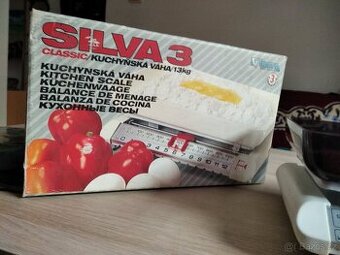 SILVA 3
CLASSIC/KUCHYŇSKÁ VÁHA/13kg
KUCHYNSKÁ VÁHA
KITCHEN SCALE
KÜCHENWAAGE
BALANCE DE MENAGE
BALANZA DE COCINA
КУХОННЫЕ ВЕСЫ